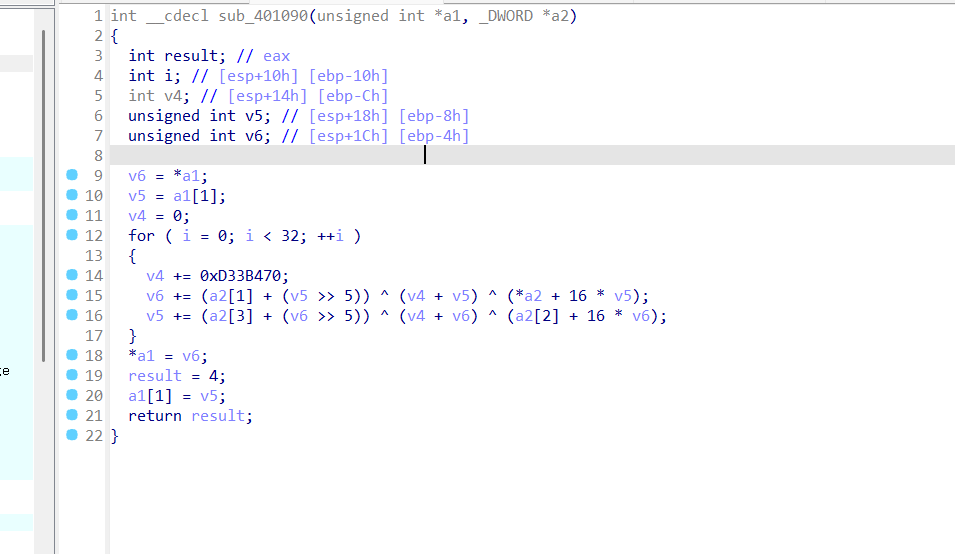 1 int __cdecl sub_401090(unsigned int *a1, _DWORD *a2)
2 {
3   int result; // eax
4   int i; // [esp+10h] [ebp-10h]
5   int v4; // [esp+14h] [ebp-Ch]
6   unsigned int v5; // [esp+18h] [ebp-8h]
7   unsigned int v6; // [esp+1Ch] [ebp-4h]
8
9   v6 = *a1;
10   v5 = a1[1];
11   v4 = 0;
12   for ( i = 0; i < 32; ++i )
13   {
14     v4 += 0xD33B470;
15     v6 += (a2[1] + (v5 >> 5)) ^ (v4 + v5) ^ (*a2 + 16 * v5);
16     v5 += (a2[3] + (v6 >> 5)) ^ (v4 + v6) ^ (a2[2] + 16 * v6);
17   }
18   *a1 = v6;
19   result = 4;
20   a1[1] = v5;
21   return result;
22 }